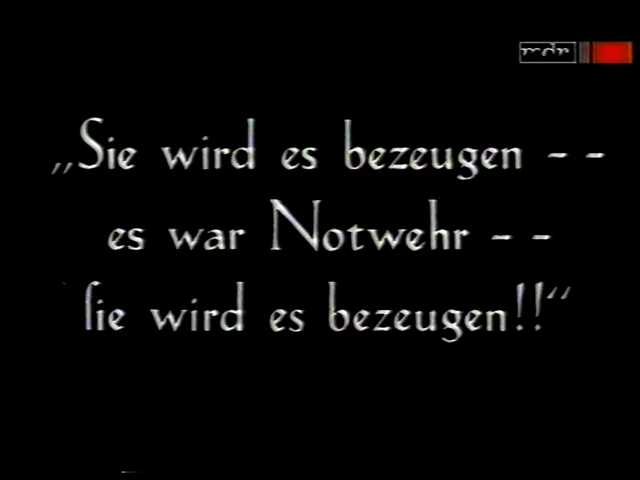 mdr
„Sie wird es bezeugen - -
es war Notwehr - -
ſie wird es bezeugen!!“